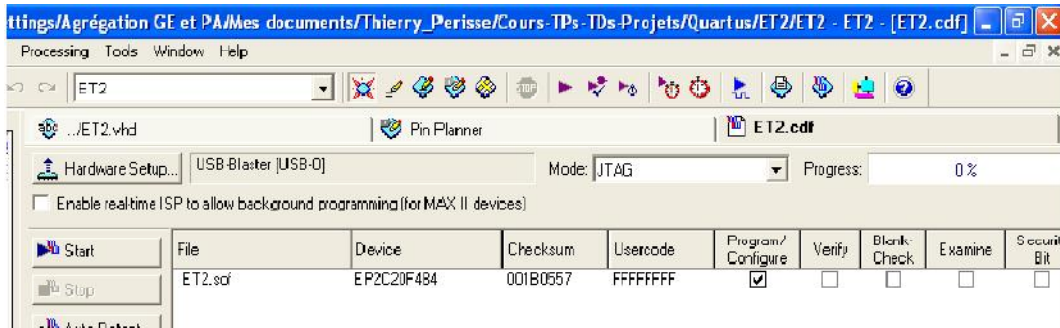 ttings/Agrégation GE et PA/Mes documents/Thierry_Perisse/Cours-TPs-TDs-Projets/Quartus/ET2/ET2 - ET2 - [ET2.cdf]
Processing Tools Window Help
ET2
STOP
abc .../ET2.vhd Pin Planner ET2.cdf
Hardware Setup... USB-Blaster [USB-0] Mode: JTAG Progress: 0 %
Enable real-time ISP to allow background programming (for MAX II devices)
Start File Device Checksum Usercode Program/ Configure Verify Blank- Check Examine Securit Bit
Stop ET2.sof EP2C20F484 001B0557 FFFFFFFF